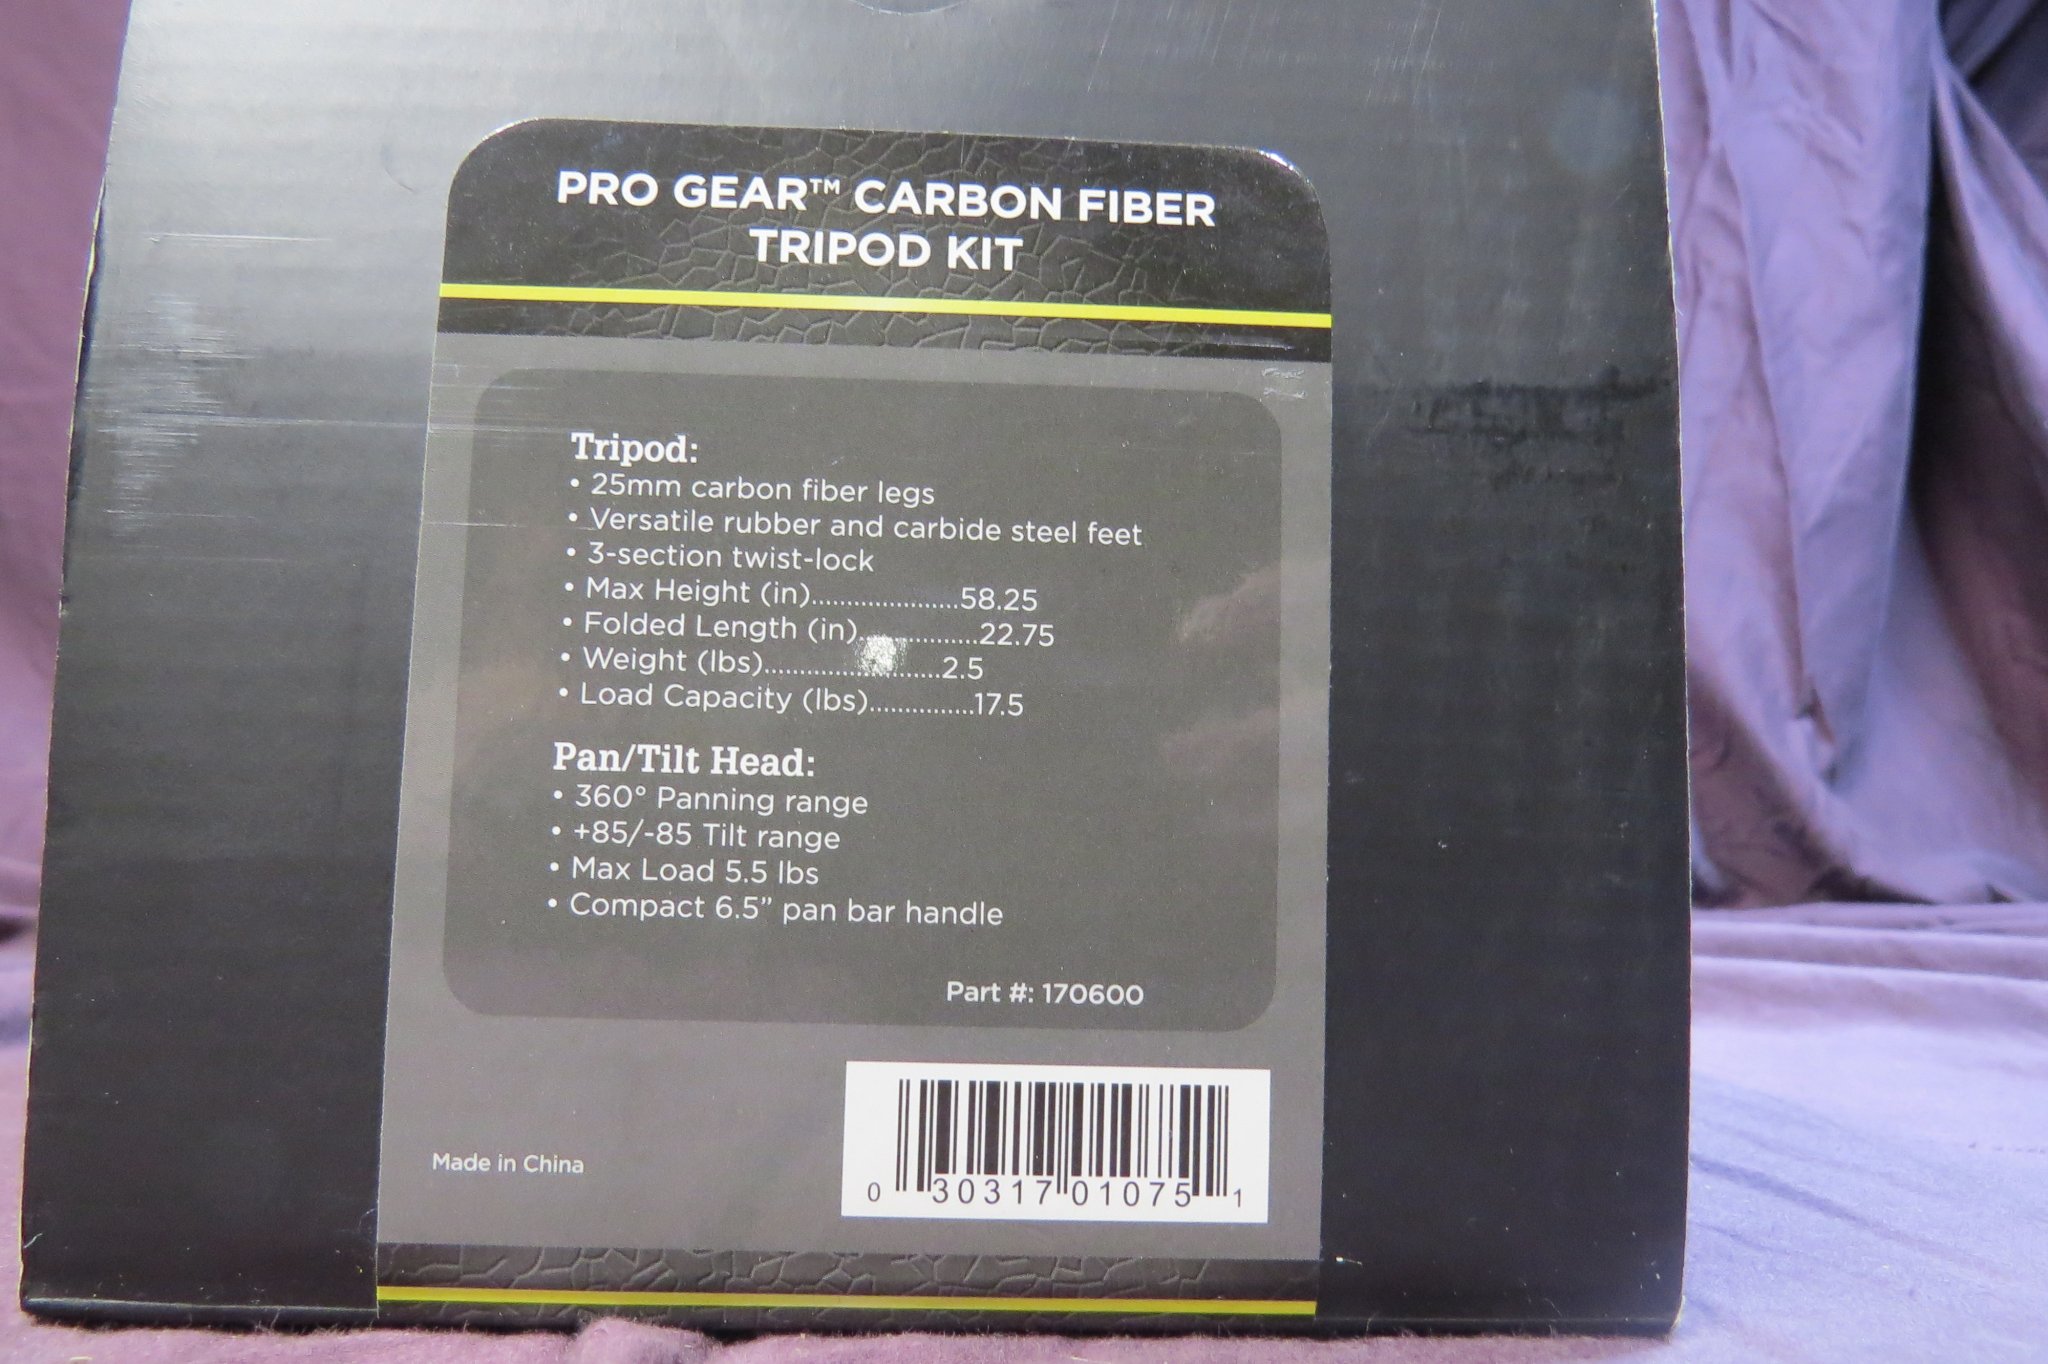 PRO GEAR™ CARBON FIBER
TRIPOD KIT
Tripod:
• 25mm carbon fiber legs
• Versatile rubber and carbide steel feet
• 3-section twist-lock
• Max Height (in).....................58.25
• Folded Length (in).................22.75
• Weight (lbs).........................2.5
• Load Capacity (lbs)...............17.5
Pan/Tilt Head:
• 360° Panning range
• +85/-85 Tilt range
• Max Load 5.5 lbs
• Compact 6.5” pan bar handle
Part #: 170600
Made in China
0 30317 01075 1